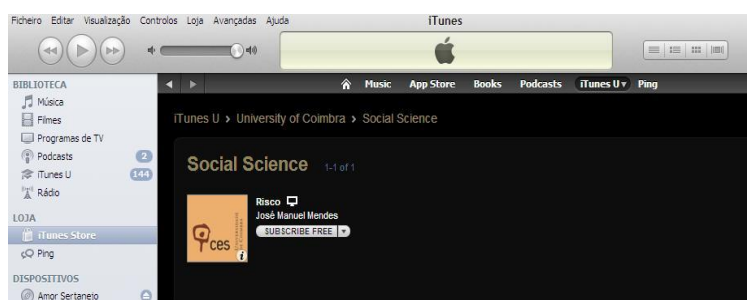 Ficheiro Editar Visualização Controlos Loja Avançadas Ajuda
iTunes
BIBLIOTECA
Música
Filmes
Programas de TV
Podcasts 2
iTunes U 144
Rádio
LOJA
iTunes Store
Ping
DISPOSITIVOS
Amor Sertanejo
Music App Store Books Podcasts iTunes U Ping
iTunes U > University of Coimbra > Social Science
Social Science 1-1 of 1
ces
Risco
José Manuel Mendes
SUBSCRIBE FREE